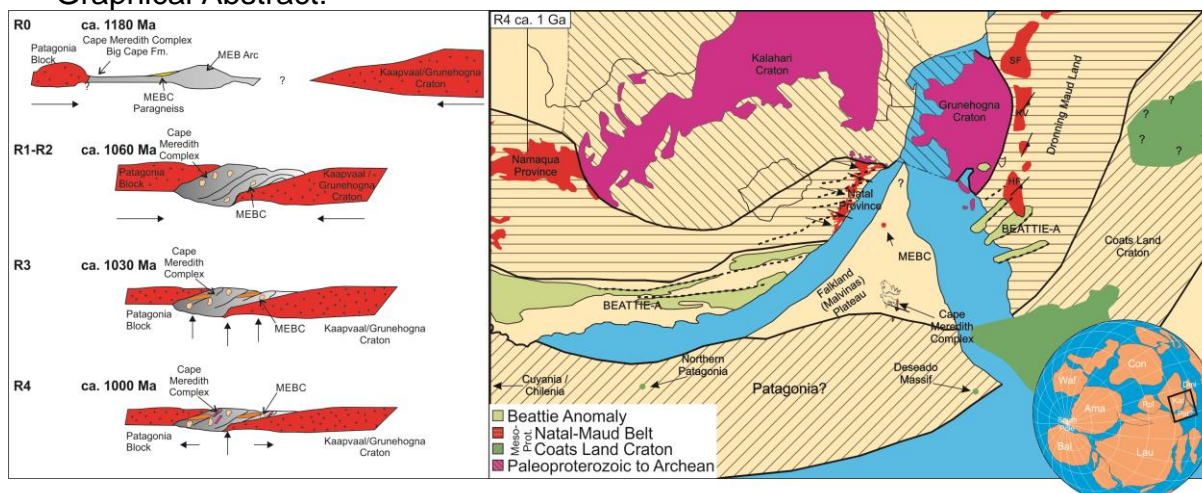 Graphical Abstract:
R0 ca. 1180 Ma
Cape Meredith Complex
Big Cape Fm.
Patagonia
Block
MEB Arc
?
?
MEBC
Paragneiss
Kaapvaal/Grunehogna
Craton
R1-R2 ca. 1060 Ma
Cape
Meredith
Complex
Patagonia
Block
Kaapvaal /
Grunehogna
Craton
MEBC
R3 ca. 1030 Ma
Cape
Meredith
Complex
Patagonia
Block
MEBC
Kaapvaal/Grunehogna
Craton
R4 ca. 1000 Ma
Cape
Meredith
Complex
MEBC
Patagonia
Block
Kaapvaal/Grunehogna
Craton
R4 ca. 1 Ga
Kalahari
Craton
Grunehogna
Craton
SF
KV
HF
Dronning Maud Land
? ?
? ?
Namaqua
Province
Natal
Province
?
MEBC
BEATTIE-A
BEATTIE-A
Coats Land
Craton
Falkland
(Malvinas)
Plateau
Cape
Meredith
Complex
Northern
Patagonia
Deseado
Massif
Cuyania /
Chilenia
Patagonia?
Beattie Anomaly
Meso-
Prot.
Natal-Maud Belt
Coats Land Craton
Paleoproterozoic to Archean
Waf
Con
Ama
Bal
Lau